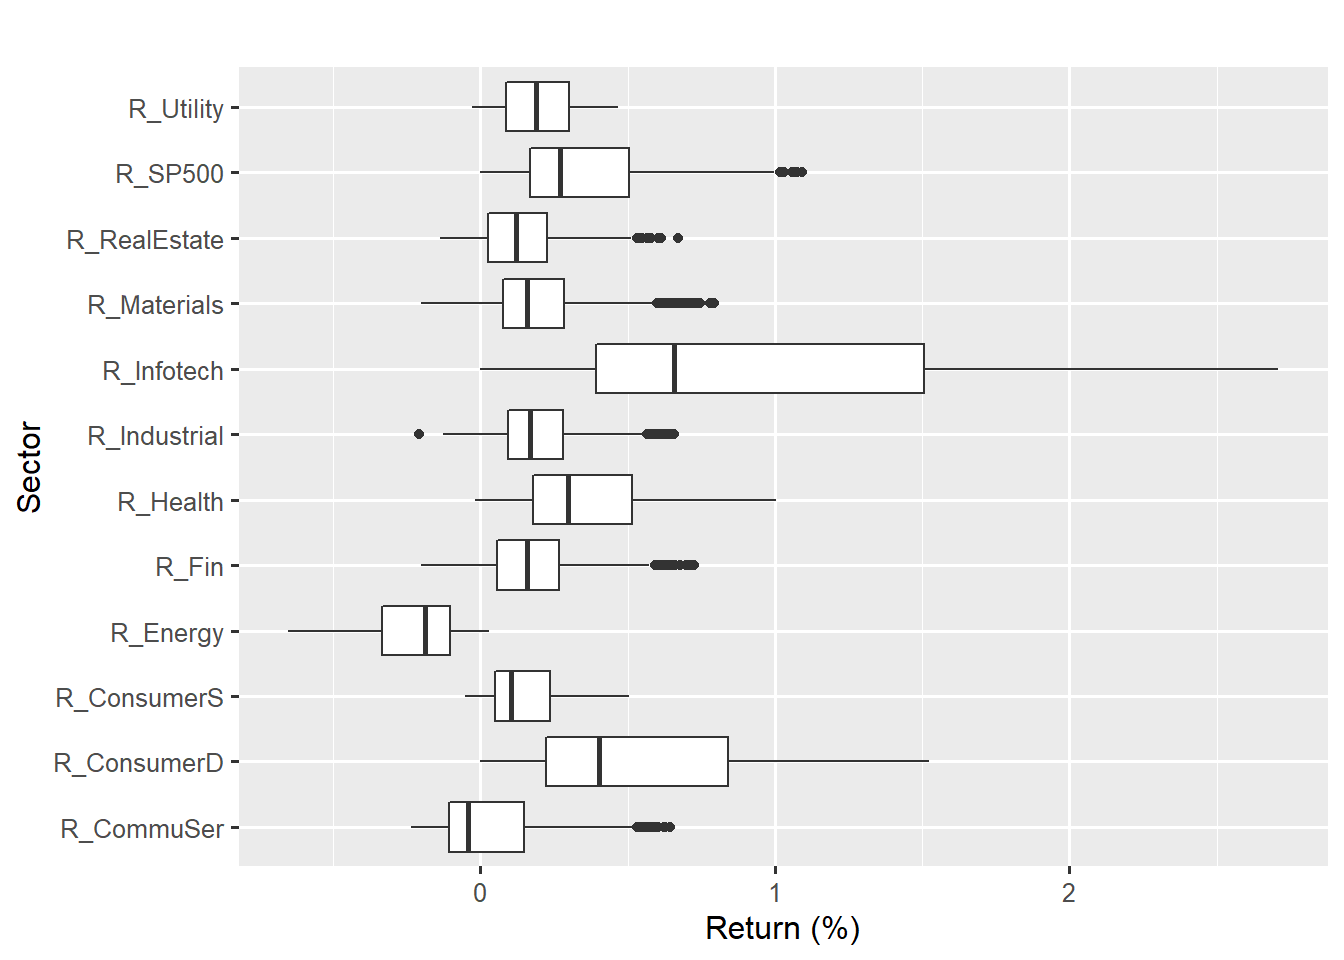 R_Utility
R_SP500
R_RealEstate
R_Materials
R_Infotech
R_Industrial
R_Health
R_Fin
R_Energy
R_ConsumerS
R_ConsumerD
R_CommuSer
Sector
0 1 2
Return (%)